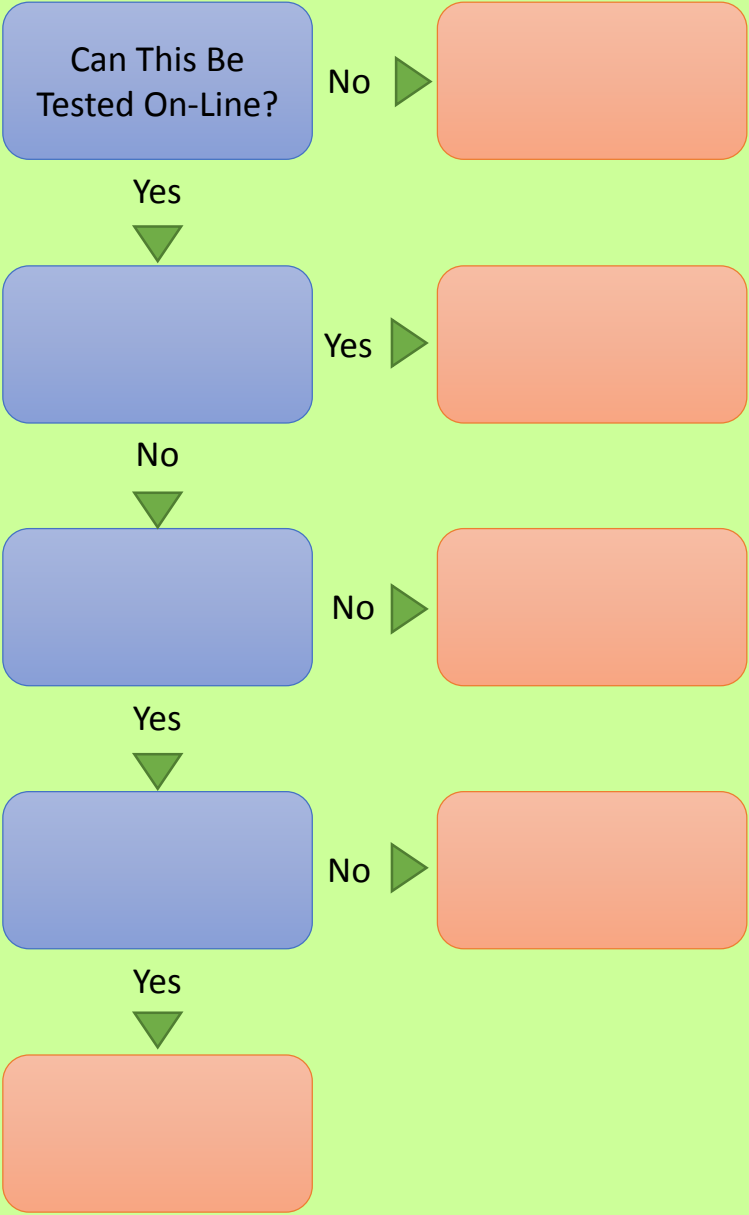 Can This Be
Tested On-Line?
No
Yes
Yes
No
No
Yes
No
Yes